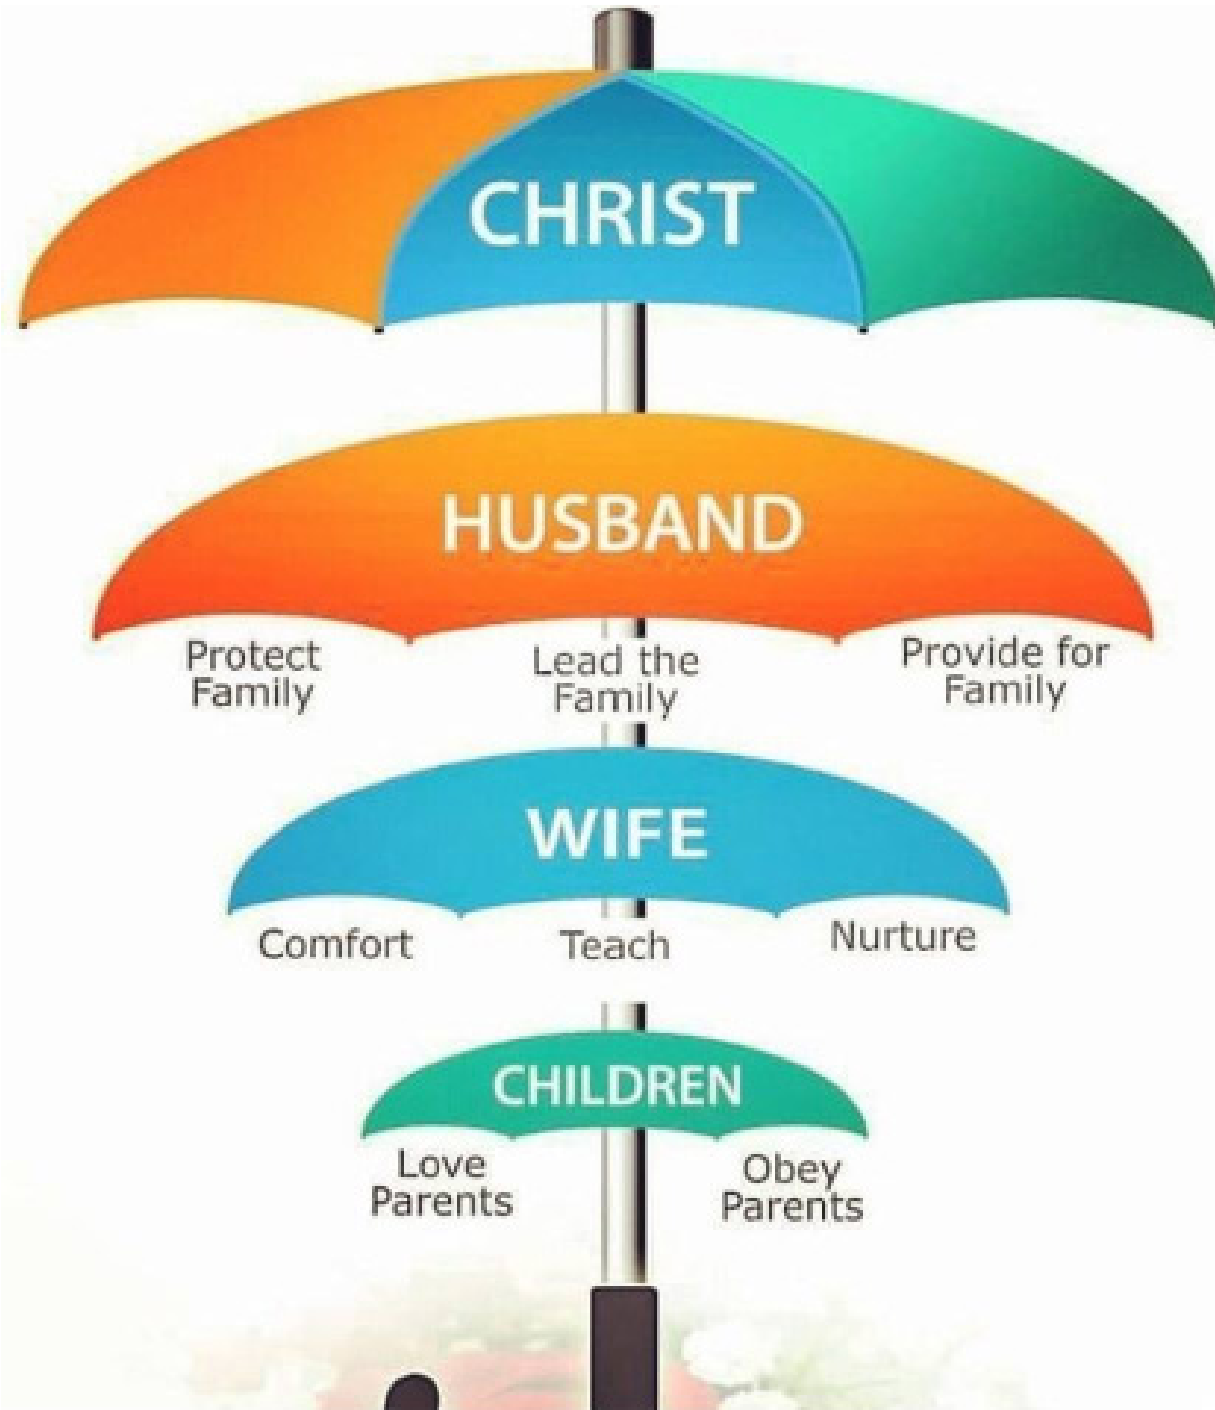 CHRIST
HUSBAND
Protect
Family
Lead the
Family
Provide for
Family
WIFE
Comfort
Teach
Nurture
CHILDREN
Love
Parents
Obey
Parents